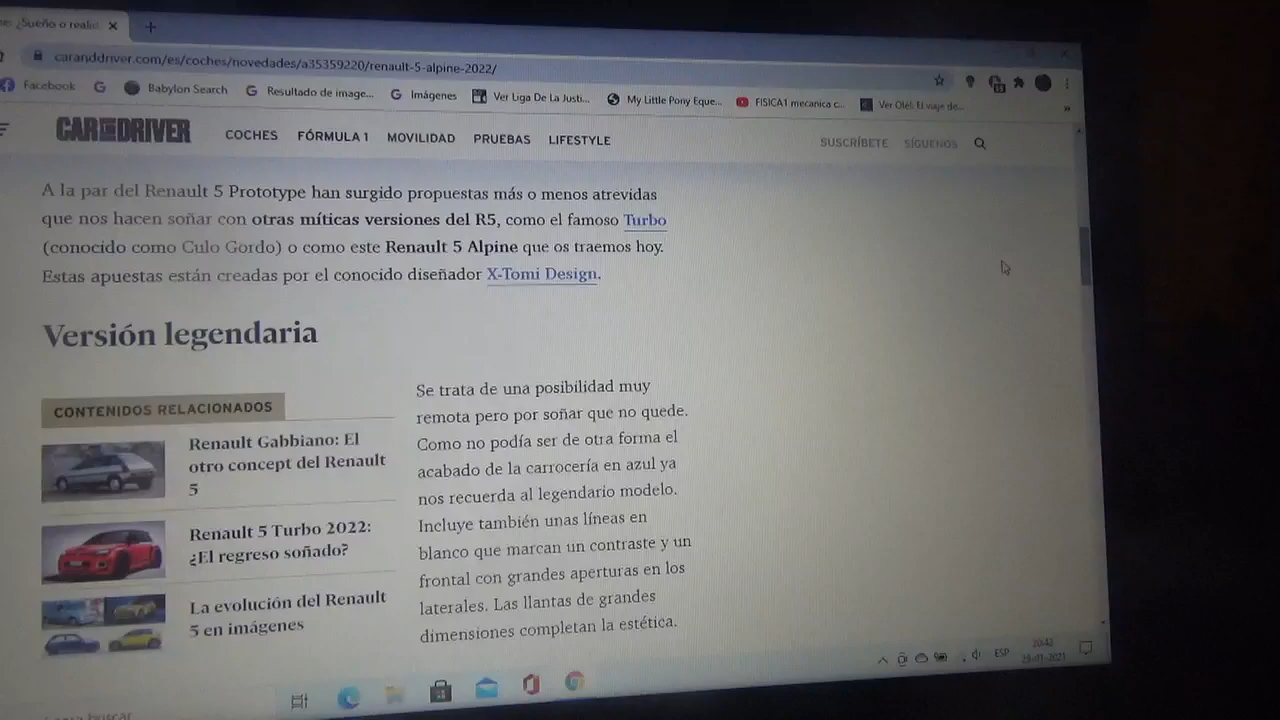 ¿Sueño o reali
caranddriver.com/es/coches/novedades/a35359220/renault-5-alpine-2022/
Facebook
Babylon Search
Resultado de image...
Imágenes
Ver Liga De La Justi...
My Little Pony Eque...
FISICA1 mecanica c...
Ver Olé!: El viaje de...
CAR AND DRIVER
COCHES FÓRMULA 1 MOVILIDAD PRUEBAS LIFESTYLE
SUSCRÍBETE SÍGUENOS
A la par del Renault 5 Prototype han surgido propuestas más o menos atrevidas
que nos hacen soñar con otras míticas versiones del R5, como el famoso Turbo
(conocido como Culo Gordo) o como este Renault 5 Alpine que os traemos hoy.
Estas apuestas están creadas por el conocido diseñador X-Tomi Design.
Versión legendaria
CONTENIDOS RELACIONADOS
Renault Gabbiano: El
otro concept del Renault
5
Renault 5 Turbo 2022:
¿El regreso soñado?
La evolución del Renault
5 en imágenes
Se trata de una posibilidad muy
remota pero por soñar que no quede.
Como no podía ser de otra forma el
acabado de la carrocería en azul ya
nos recuerda al legendario modelo.
Incluye también unas líneas en
blanco que marcan un contraste y un
frontal con grandes aperturas en los
laterales. Las llantas de grandes
dimensiones completan la estética.
ESP
20:43
29-01-2021
buscar